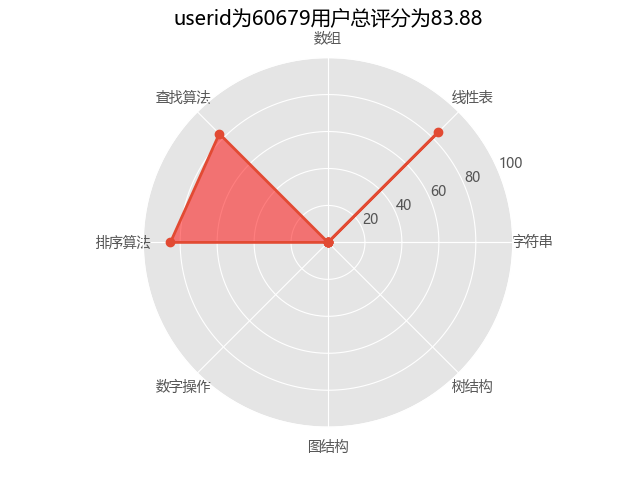 userid为60679用户总评分为83.88
数组
查找算法
线性表
100
80
60
40
20
排序算法
字符串
数字操作
树结构
图结构